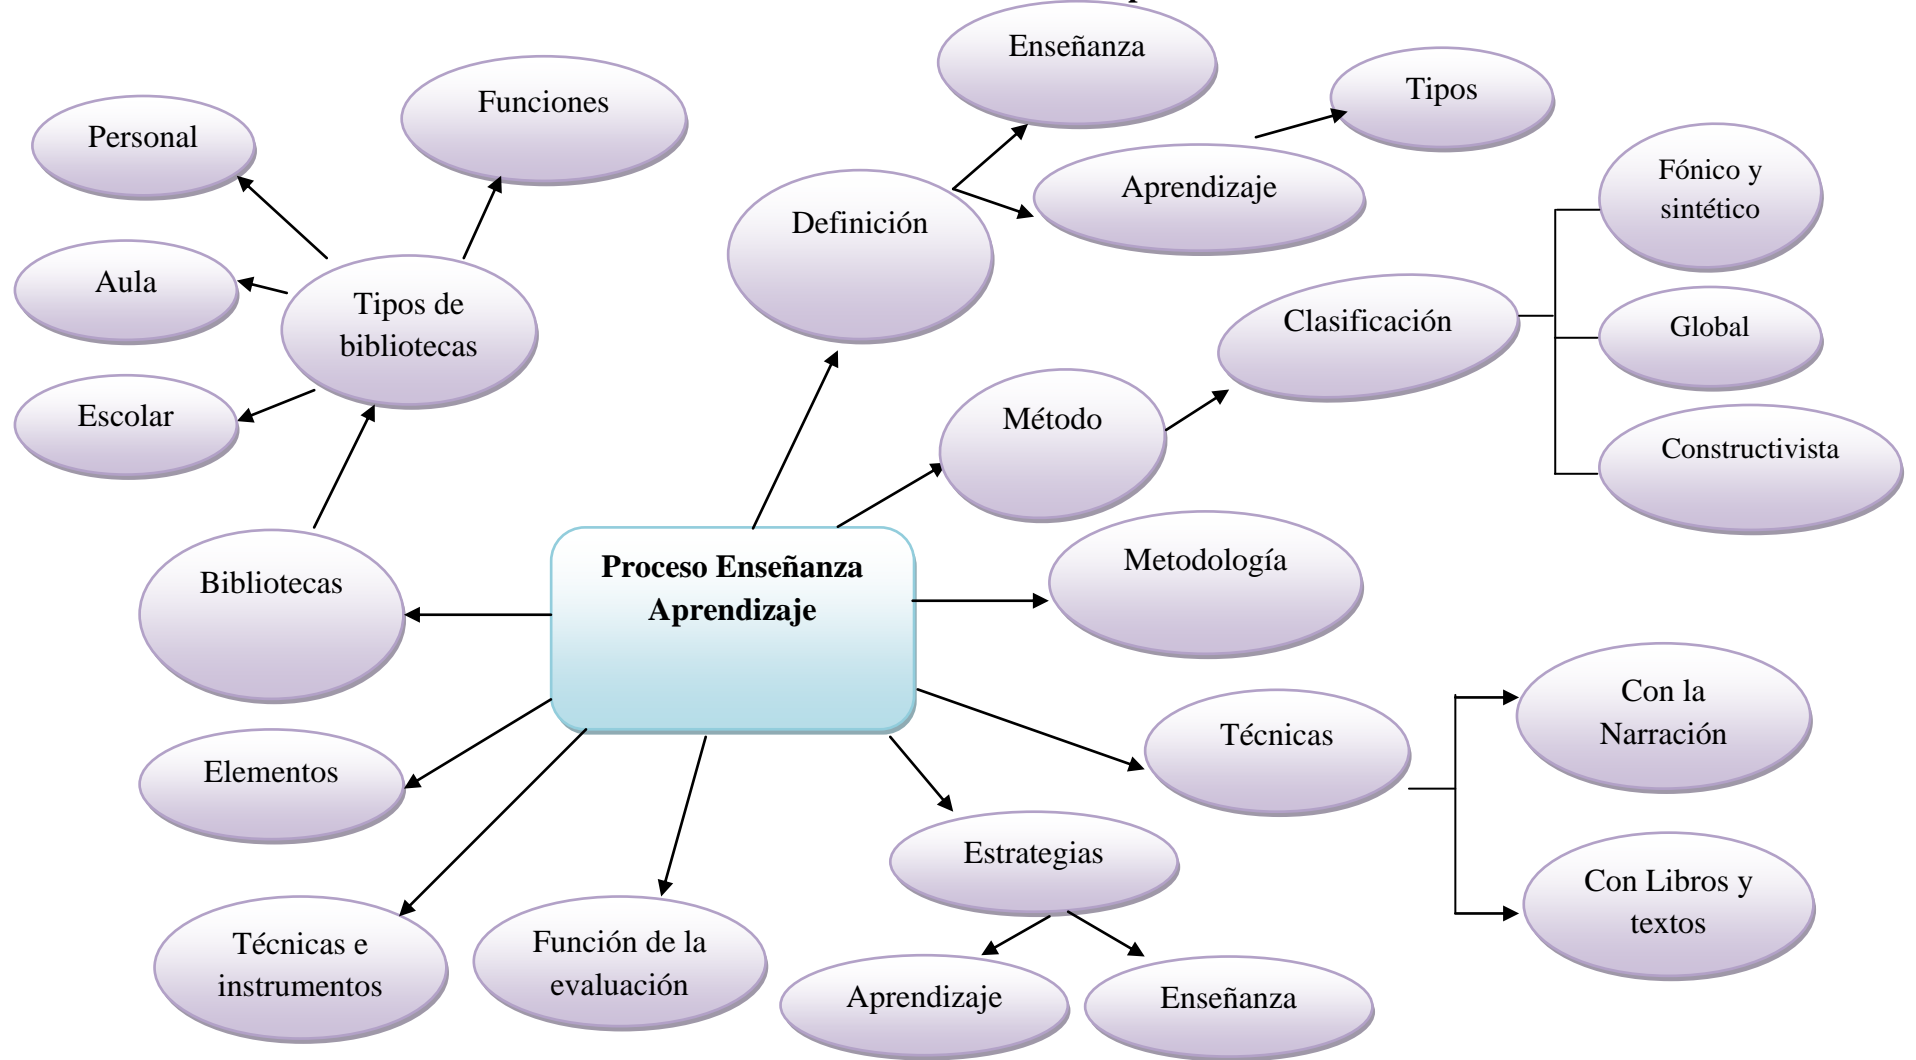 Enseñanza
Tipos
Funciones
Personal
Fónico y
sintético
Aprendizaje
Definición
Aula
Tipos de
bibliotecas
Clasificación
Global
Escolar
Método
Constructivista
Proceso Enseñanza
Aprendizaje
Metodología
Bibliotecas
Con la
Narración
Técnicas
Elementos
Estrategias
Con Libros y
textos
Técnicas e
instrumentos
Función de la
evaluación
Aprendizaje
Enseñanza